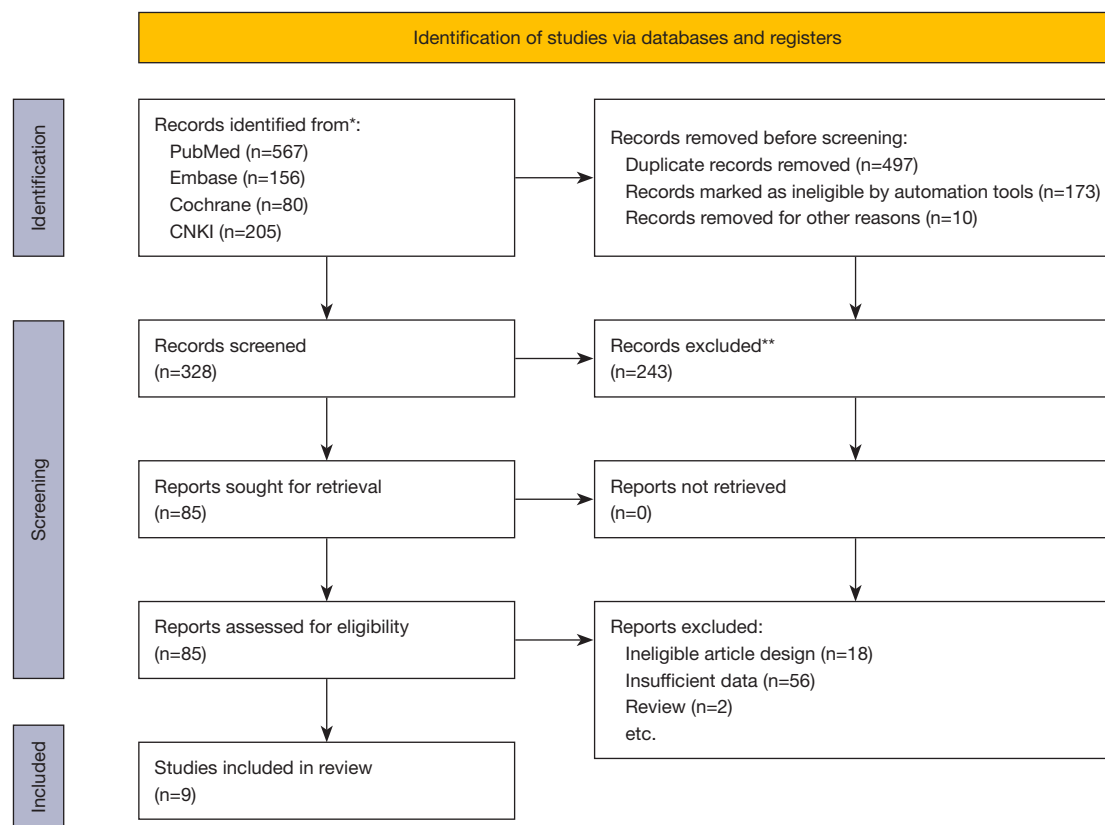 Identification of studies via databases and registers
Identification
Records identified from*:
PubMed (n=567)
Embase (n=156)
Cochrane (n=80)
CNKI (n=205)
Records removed before screening:
Duplicate records removed (n=497)
Records marked as ineligible by automation tools (n=173)
Records removed for other reasons (n=10)
Screening
Records screened
(n=328)
Records excluded**
(n=243)
Reports sought for retrieval
(n=85)
Reports not retrieved
(n=0)
Reports assessed for eligibility
(n=85)
Reports excluded:
Ineligible article design (n=18)
Insufficient data (n=56)
Review (n=2)
etc.
Included
Studies included in review
(n=9)